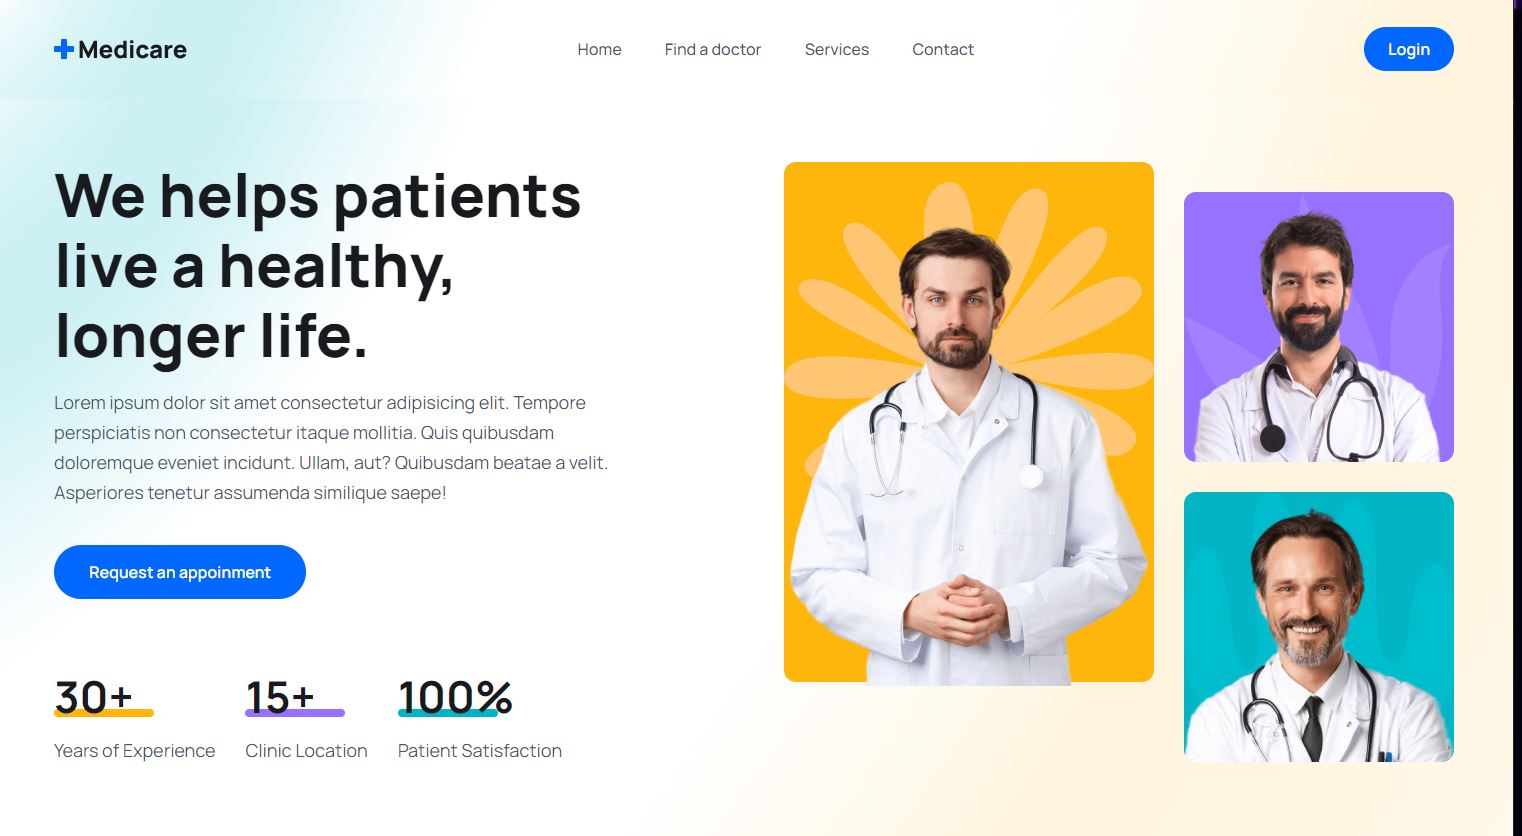 Medicare
Home
Find a doctor
Services
Contact
Login
We helps patients
live a healthy,
longer life.
Lorem ipsum dolor sit amet consectetur adipisicing elit. Tempore
perspiciatis non consectetur itaque mollitia. Quis quibusdam
doloremque eveniet incidunt. Ullam, aut? Quibusdam beatae a velit.
Asperiores tenetur assumenda similique saepe!
Request an appoinment
30+
Years of Experience
15+
Clinic Location
100%
Patient Satisfaction